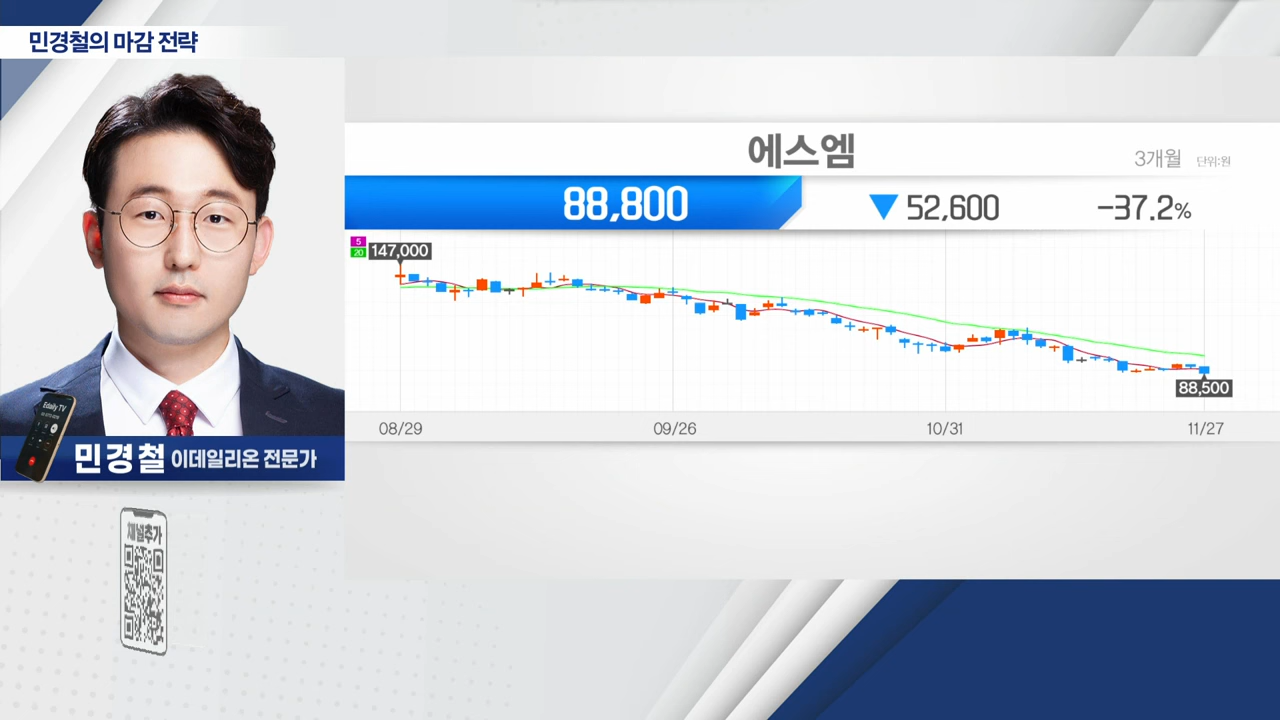 민경철의 마감 전략
에스엠
3개월 단위:원
88,800
▼ 52,600
-37.2%
5
20
147,000
88,500
08/29
09/26
10/31
11/27
Edaily TV
민경철 이데일리온 전문가
채널추가